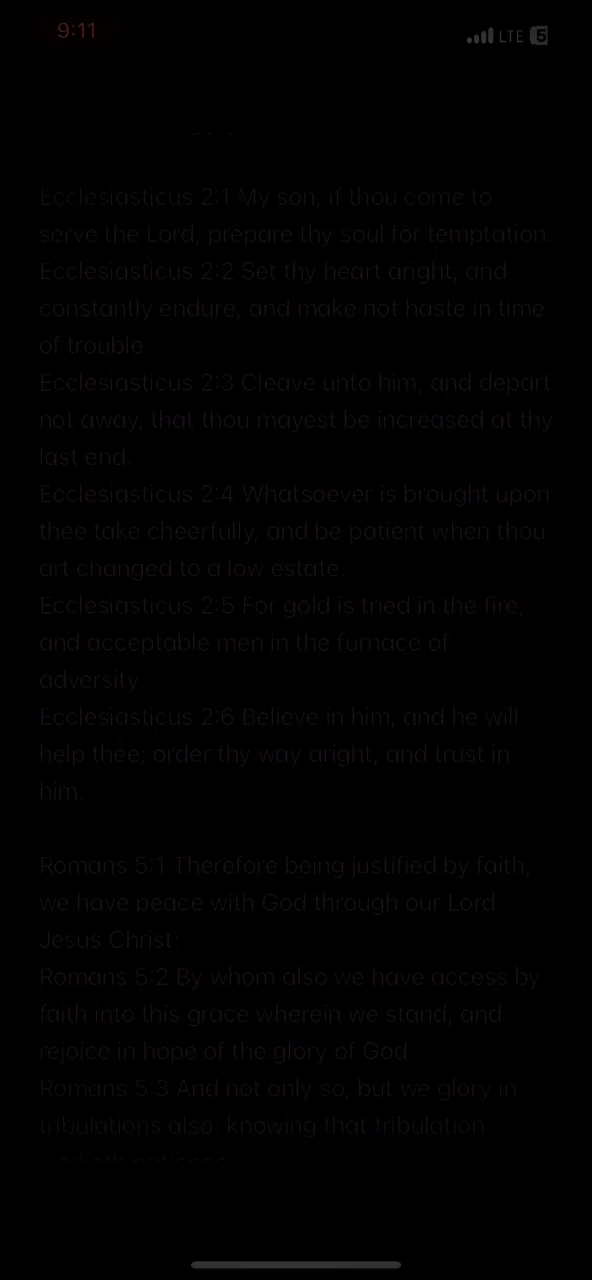 9:11
LTE 5
Ecclesiasticus 2:1 My son, if thou come to
serve the Lord, prepare thy soul for temptation.
Ecclesiasticus 2:2 Set thy heart aright, and
constantly endure, and make not haste in time
of trouble.
Ecclesiasticus 2:3 Cleave unto him, and depart
not away, that thou mayest be increased at thy
last end.
Ecclesiasticus 2:4 Whatsoever is brought upon
thee take cheerfully, and be patient when thou
art changed to a low estate.
Ecclesiasticus 2:5 For gold is tried in the fire,
and acceptable men in the furnace of
adversity.
Ecclesiasticus 2:6 Believe in him, and he will
help thee; order thy way aright, and trust in
him.
Romans 5:1 Therefore being justified by faith,
we have peace with God through our Lord
Jesus Christ:
Romans 5:2 By whom also we have access by
faith into this grace wherein we stand, and
rejoice in hope of the glory of God.
Romans 5:3 And not only so, but we glory in
tribulations also: knowing that tribulation